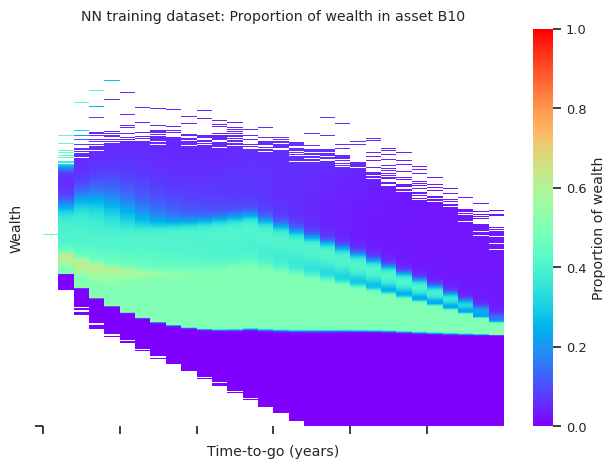 NN training dataset: Proportion of wealth in asset B10
Wealth
Time-to-go (years)
1.0
0.8
0.6
0.4
0.2
0.0
Proportion of wealth